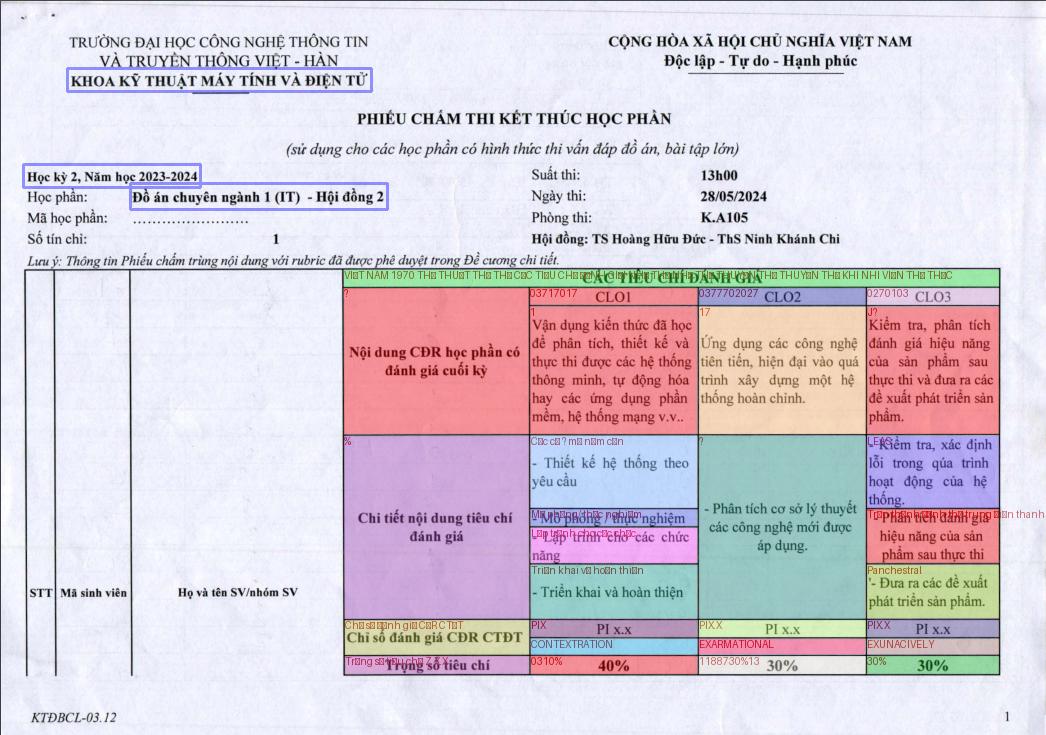 TRƯỜNG ĐẠI HỌC CÔNG NGHỆ THÔNG TIN
VÀ TRUYỀN THÔNG VIỆT - HÀN
KHOA KỸ THUẬT MÁY TÍNH VÀ ĐIỆN TỬ
CỘNG HÒA XÃ HỘI CHỦ NGHĨA VIỆT NAM
Độc lập - Tự do - Hạnh phúc
PHIẾU CHẤM THI KẾT THÚC HỌC PHẦN
(sử dụng cho các học phần có hình thức thi vấn đáp đồ án, bài tập lớn)
Học kỳ 2, Năm học 2023-2024
Học phần: Đồ án chuyên ngành 1 (IT) - Hội đồng 2
Mã học phần: ……………………
Số tín chỉ: 1
Suất thi: 13h00
Ngày thi: 28/05/2024
Phòng thi: K.A105
Hội đồng: TS Hoàng Hữu Đức - ThS Ninh Khánh Chi
Lưu ý: Thông tin Phiếu chấm trùng nội dung với rubric đã được phê duyệt trong Đề cương chi tiết.
STT
Mã sinh viên
Họ và tên SV/nhóm SV
CÁC TIÊU CHÍ ĐÁNH GIÁ
?
03717017
CLO1
0377702027
CLO2
0270103
CLO3
Nội dung CĐR học phần có
đánh giá cuối kỳ
1
Vận dụng kiến thức đã học
để phân tích, thiết kế và
thực thi được các hệ thống
thông minh, tự động hóa
hay các ứng dụng phần
mềm, hệ thống mạng v.v..
17
Ứng dụng các công nghệ
tiên tiến, hiện đại vào quá
trình xây dựng một hệ
thống hoàn chỉnh.
J?
Kiểm tra, phân tích
đánh giá hiệu năng
của sản phẩm sau
thực thi và đưa ra các
đề xuất phát triển sản
phẩm.
%
Chi tiết nội dung tiêu chí
đánh giá
- Thiết kế hệ thống theo
yêu cầu
- Mô phỏng / thực nghiệm
- Lập trình cho các chức
năng
- Triển khai và hoàn thiện
?
- Phân tích cơ sở lý thuyết
các công nghệ mới được
áp dụng.
- Kiểm tra, xác định
lỗi trong qúa trình
hoạt động của hệ
thống.
- Phân tích đánh giá
hiệu năng của sản
phẩm sau thực thi
Panchestral
'- Đưa ra các đề xuất
phát triển sản phẩm.
Chỉ số đánh giá CĐR CTĐT
PIX
PI x.x
PIXX
PI x.x
PIXX
PI x.x
CONTEXTRATION
EXARMATIONAL
EXUNACIVELY
Trọng số tiêu chí
0310%
40%
1188730%13
30%
30%
30%
KTĐBCL-03.12
1